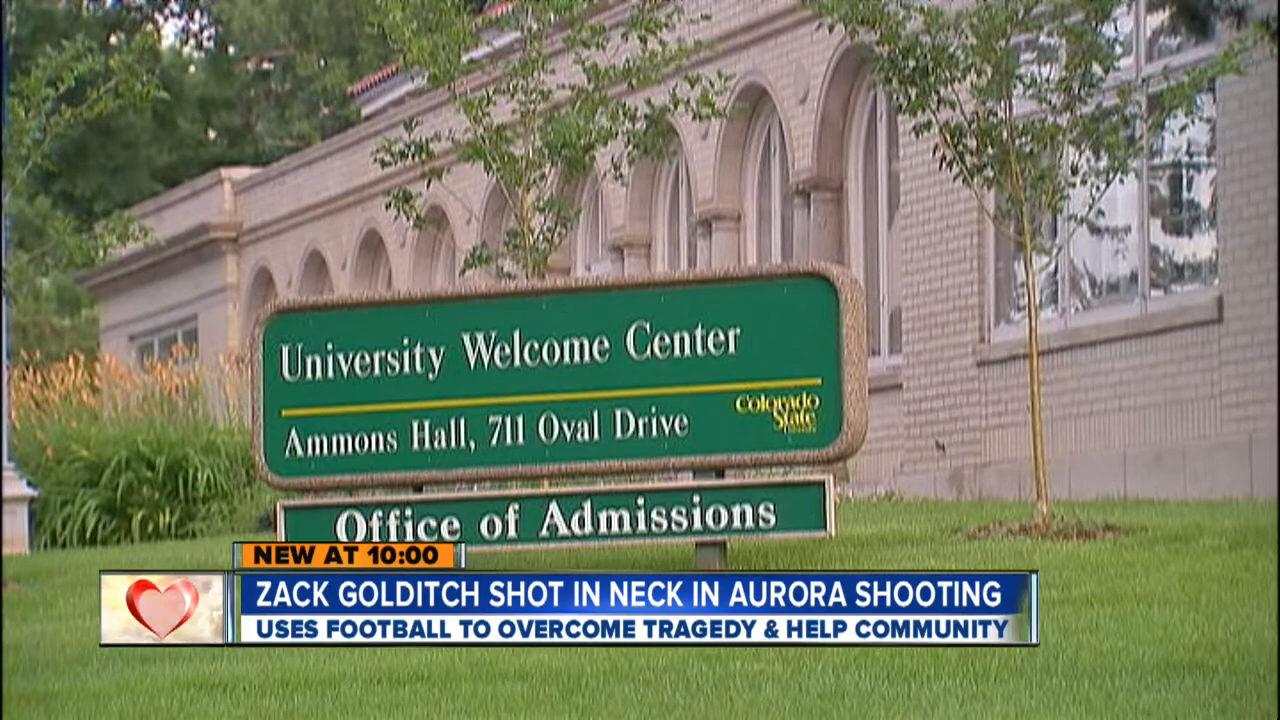 University Welcome Center
Ammons Hall, 711 Oval Drive
Colorado
State
Office of Admissions
NEW AT 10:00
ZACK GOLDITCH SHOT IN NECK IN AURORA SHOOTING
USES FOOTBALL TO OVERCOME TRAGEDY & HELP COMMUNITY